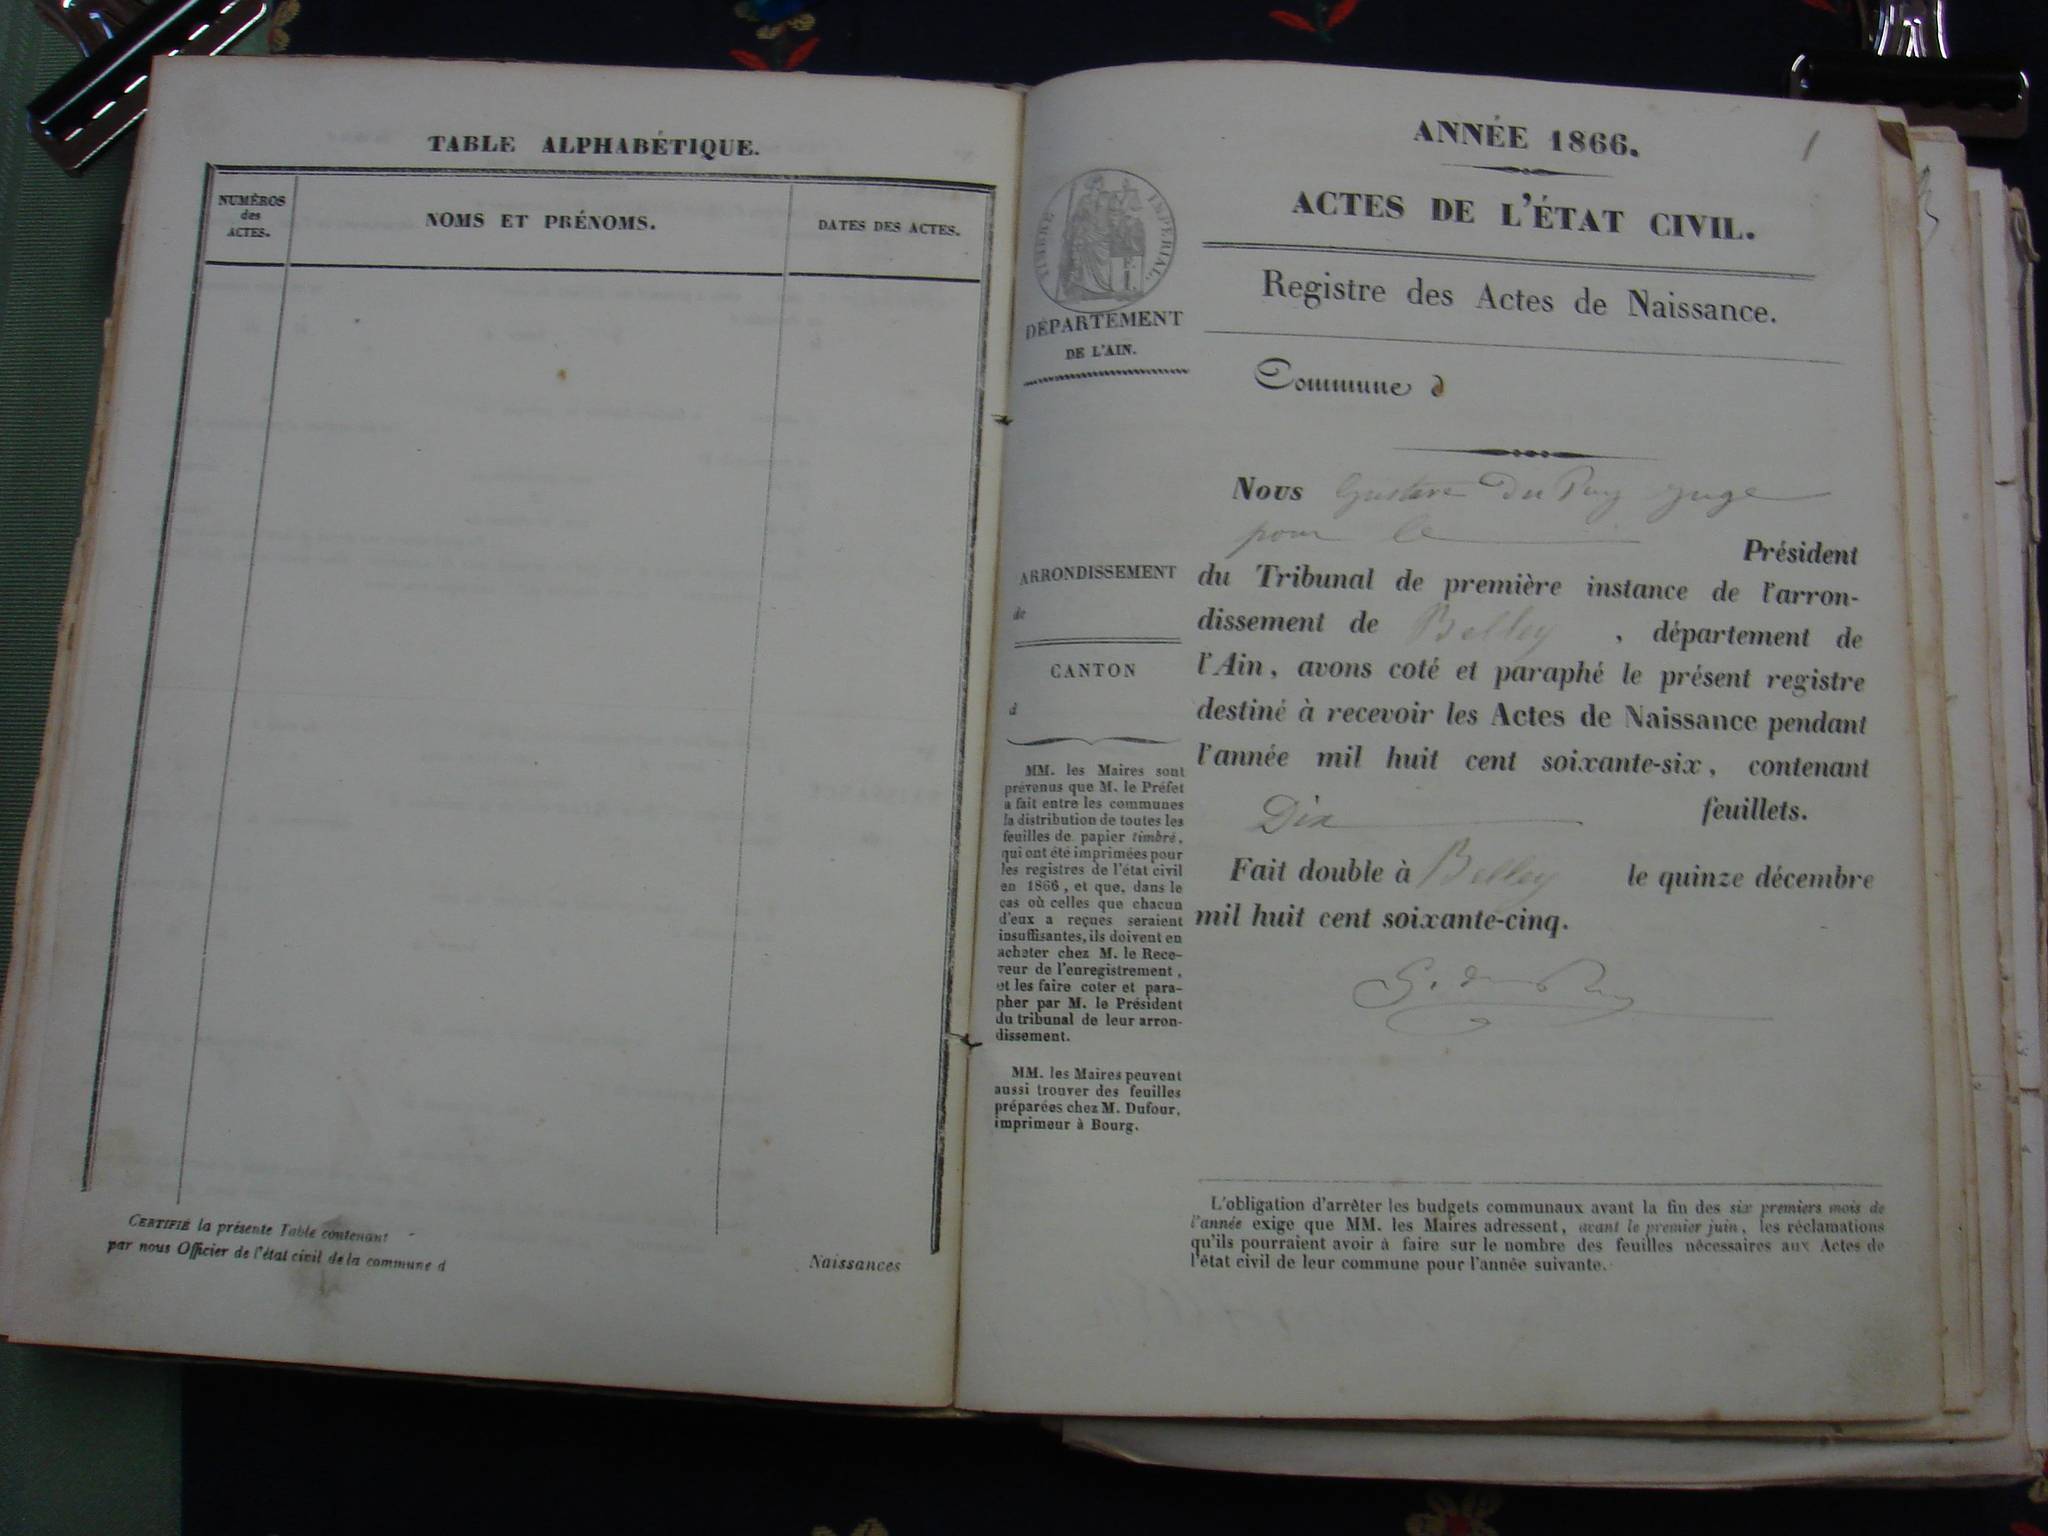 TABLE ALPHABÉTIQUE.
NUMÉROS
des
ACTES.
NOMS ET PRÉNOMS.
DATES DES ACTES.
CERTIFIÉ la présente Table contenant
par nous Officier de l'état civil de la commune d
Naissances
1
ANNÉE 1866.
ACTES DE L'ÉTAT CIVIL.
TIMBRE IMPÉRIAL.
DÉPARTEMENT
DE L'AIN.
Registre des Actes de Naissance.
Commune d
Nous Gustave Du Puy juge
pour le
Président
du Tribunal de première instance de l'arron-
dissement de Belley , département de
l'Ain, avons coté et paraphé le présent registre
destiné à recevoir les Actes de Naissance pendant
l'année mil huit cent soixante-six, contenant
Dix feuillets.
Fait double à Belley le quinze décembre
mil huit cent soixante-cinq.
G. du Puy
ARRONDISSEMENT
de
CANTON
d
MM. les Maires sont
prévenus que M. le Préfet
a fait entre les communes
la distribution de toutes les
feuilles de papier timbré,
qui ont été imprimées pour
les registres de l'état civil
en 1866, et que, dans le
cas où celles que chacun
d'eux a reçues seraient
insuffisantes, ils doivent en
acheter chez M. le Rece-
veur de l'enregistrement,
et les faire coter et para-
pher par M. le Président
du tribunal de leur arron-
dissement.
MM. les Maires peuvent
aussi trouver des feuilles
préparées chez M. Dufour,
imprimeur à Bourg.
L'obligation d'arrêter les budgets communaux avant la fin des six premiers mois de
l'année exige que MM. les Maires adressent, avant le premier juin, les réclamations
qu'ils pourraient avoir à faire sur le nombre des feuilles nécessaires aux Actes de
l'état civil de leur commune pour l'année suivante.